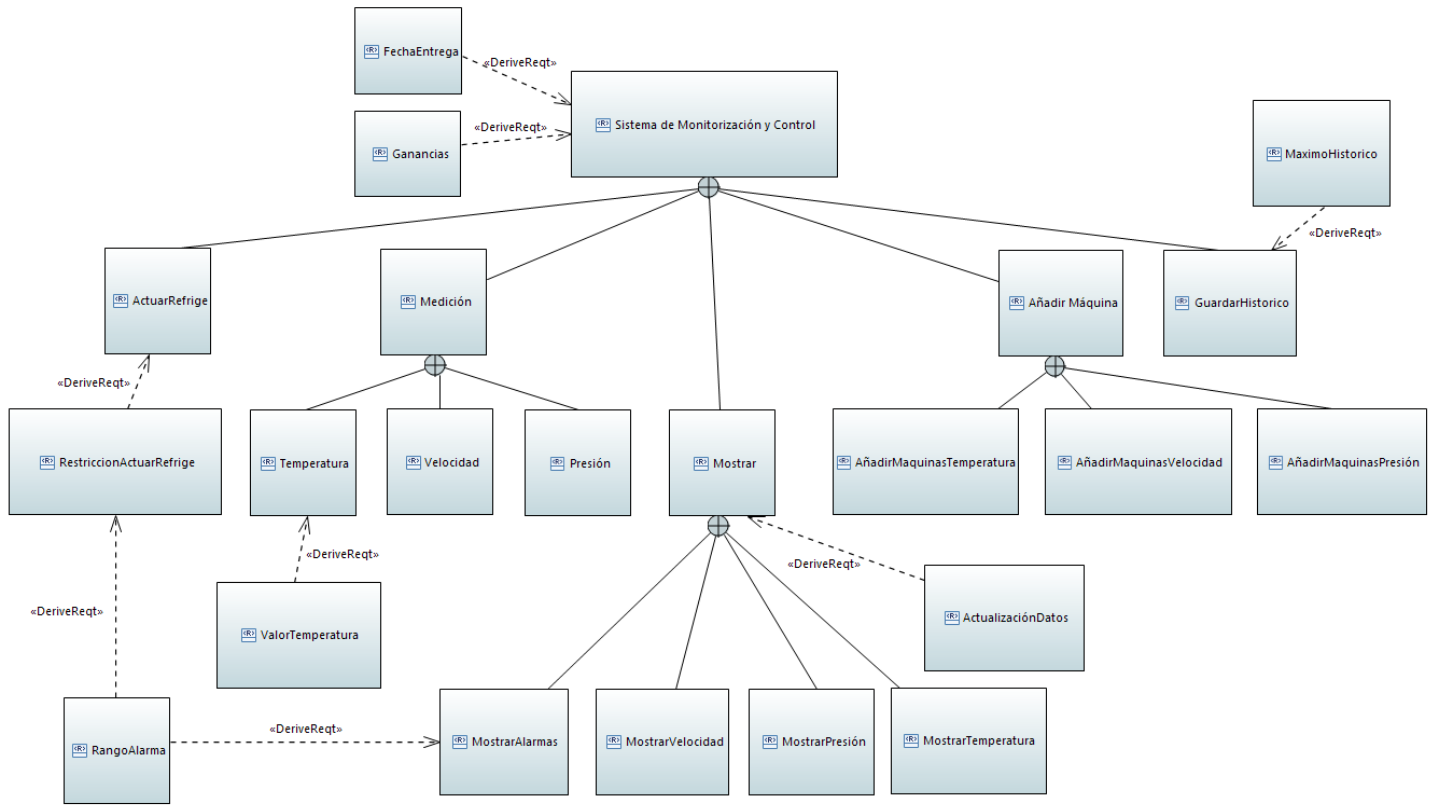 FechaEntrega
«DeriveReqt»
Sistema de Monitorización y Control
«DeriveReqt»
Ganancias
MaximoHistorico
«DeriveReqt»
ActuarRefrige
Medición
Añadir Máquina
GuardarHistorico
«DeriveReqt»
RestriccionActuarRefrige
Temperatura
Velocidad
Presión
Mostrar
AñadirMaquinasTemperatura
AñadirMaquinasVelocidad
AñadirMaquinasPresión
«DeriveReqt»
«DeriveReqt»
«DeriveReqt»
ValorTemperatura
ActualizaciónDatos
«DeriveReqt»
RangoAlarma
MostrarAlarmas
MostrarVelocidad
MostrarPresión
MostrarTemperatura